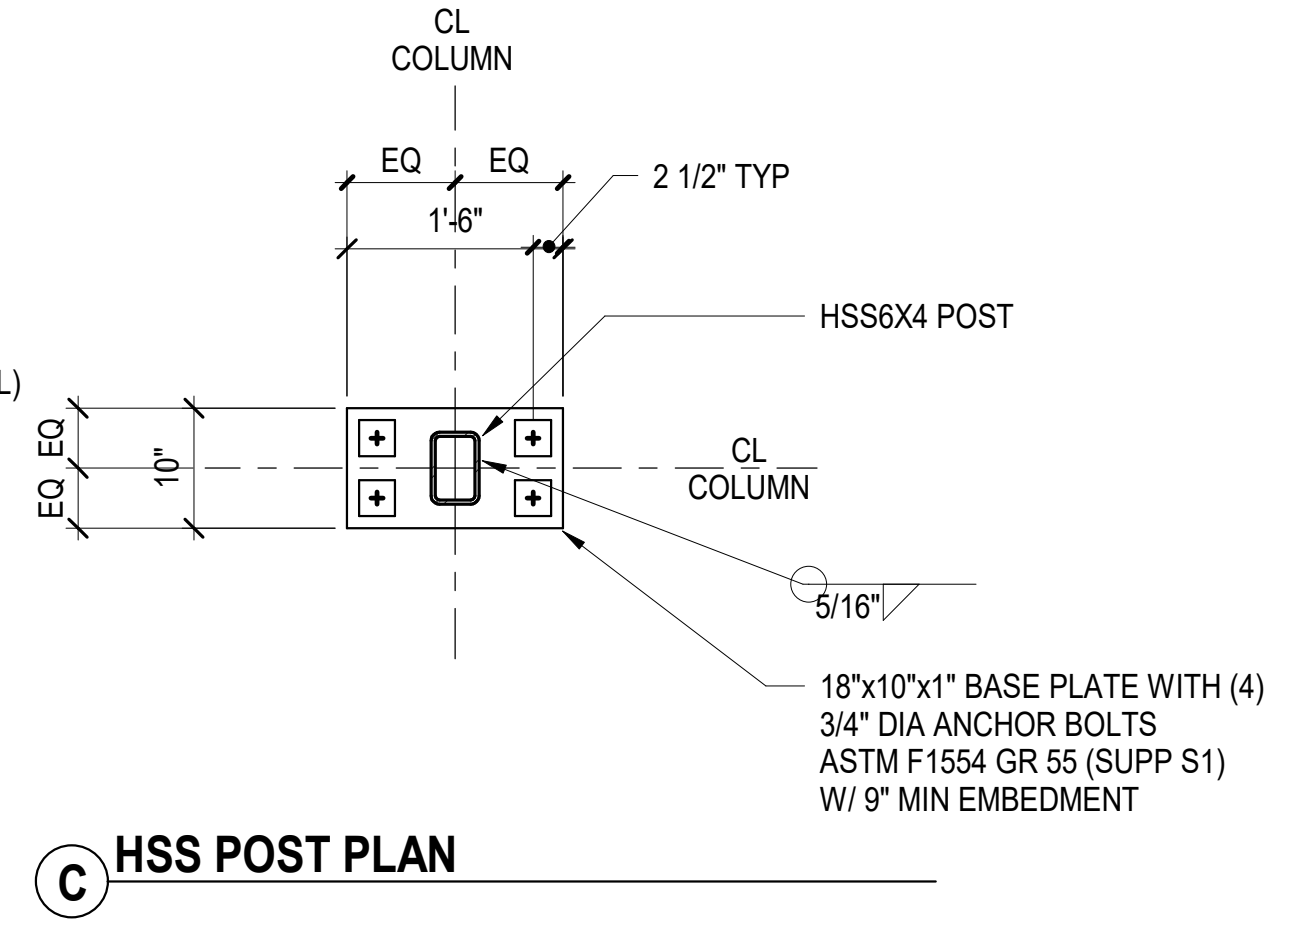 CL
COLUMN
EQ
EQ
2 1/2" TYP
1'-6"
HSS6X4 POST
L)
EQ
10"
EQ
CL
COLUMN
5/16"
18"x10"x1" BASE PLATE WITH (4)
3/4" DIA ANCHOR BOLTS
ASTM F1554 GR 55 (SUPP S1)
W/ 9" MIN EMBEDMENT
C
HSS POST PLAN